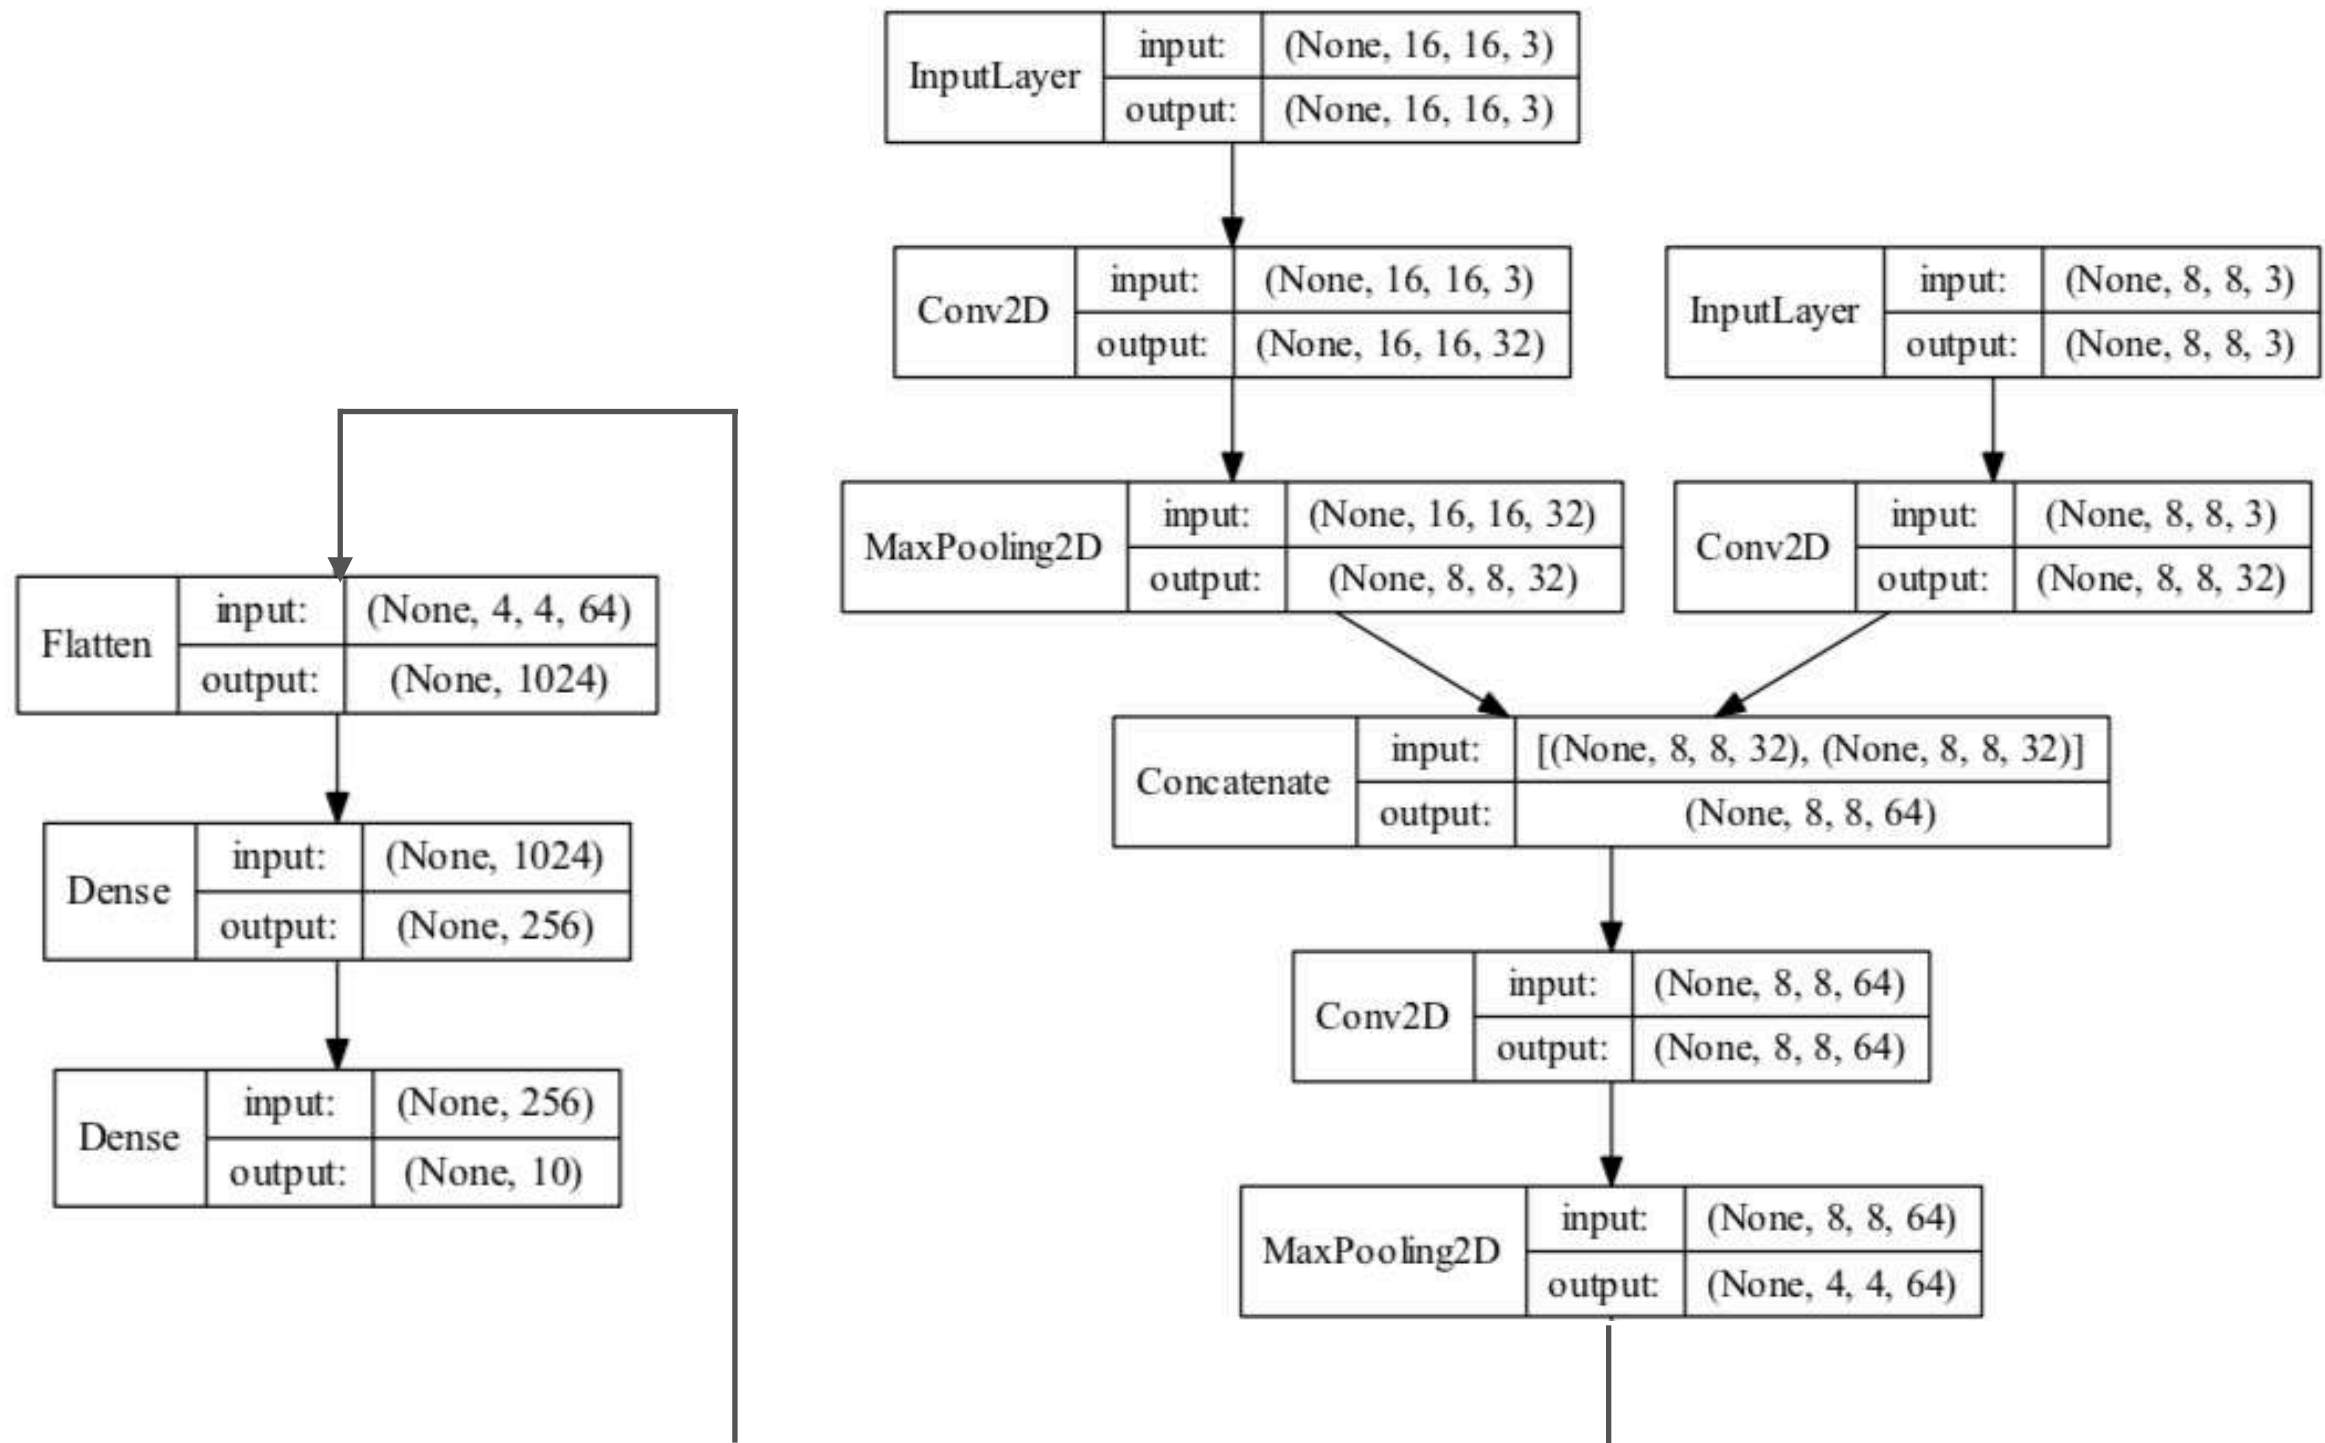 InputLayer
input: (None, 16, 16, 3)
output: (None, 16, 16, 3)
Conv2D
input: (None, 16, 16, 3)
output: (None, 16, 16, 32)
InputLayer
input: (None, 8, 8, 3)
output: (None, 8, 8, 3)
MaxPooling2D
input: (None, 16, 16, 32)
output: (None, 8, 8, 32)
Conv2D
input: (None, 8, 8, 3)
output: (None, 8, 8, 32)
Concatenate
input: [(None, 8, 8, 32), (None, 8, 8, 32)]
output: (None, 8, 8, 64)
Conv2D
input: (None, 8, 8, 64)
output: (None, 8, 8, 64)
MaxPooling2D
input: (None, 8, 8, 64)
output: (None, 4, 4, 64)
Flatten
input: (None, 4, 4, 64)
output: (None, 1024)
Dense
input: (None, 1024)
output: (None, 256)
Dense
input: (None, 256)
output: (None, 10)